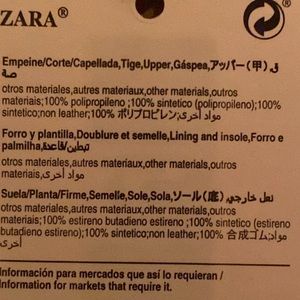 ZARA®
Empeine/Corte/Capellada,Tige,Upper,Gáspea,アッパー(甲),ق
صة
otros materiales,autres materiaux,other materials,outros
materiais;100% polipropileno ;100% sintetico (polipropileno);100%
sintetico;non leather;100% ポリプロピレン;مواد أخرى
Forro y plantilla,Doublure et semelle,Lining and insole,Forro e
palmilha,تبطين/قاعدة
otros materiales,autres materiaux,other materials,outros
materiais,مواد أخرى
Suela/Planta/Firme,Semelle,Sole,Sola,ソール(底),نعل خارجي
otros materiales,autres materiaux,other materials,outros
materiais;100% estireno butadieno estireno;100% sintetico (estireno
butadieno estireno);100% sintetico;non leather;100% 合成ゴム;مواد
أخرى
Información para mercados que así lo requieran /
Information for markets that require it.